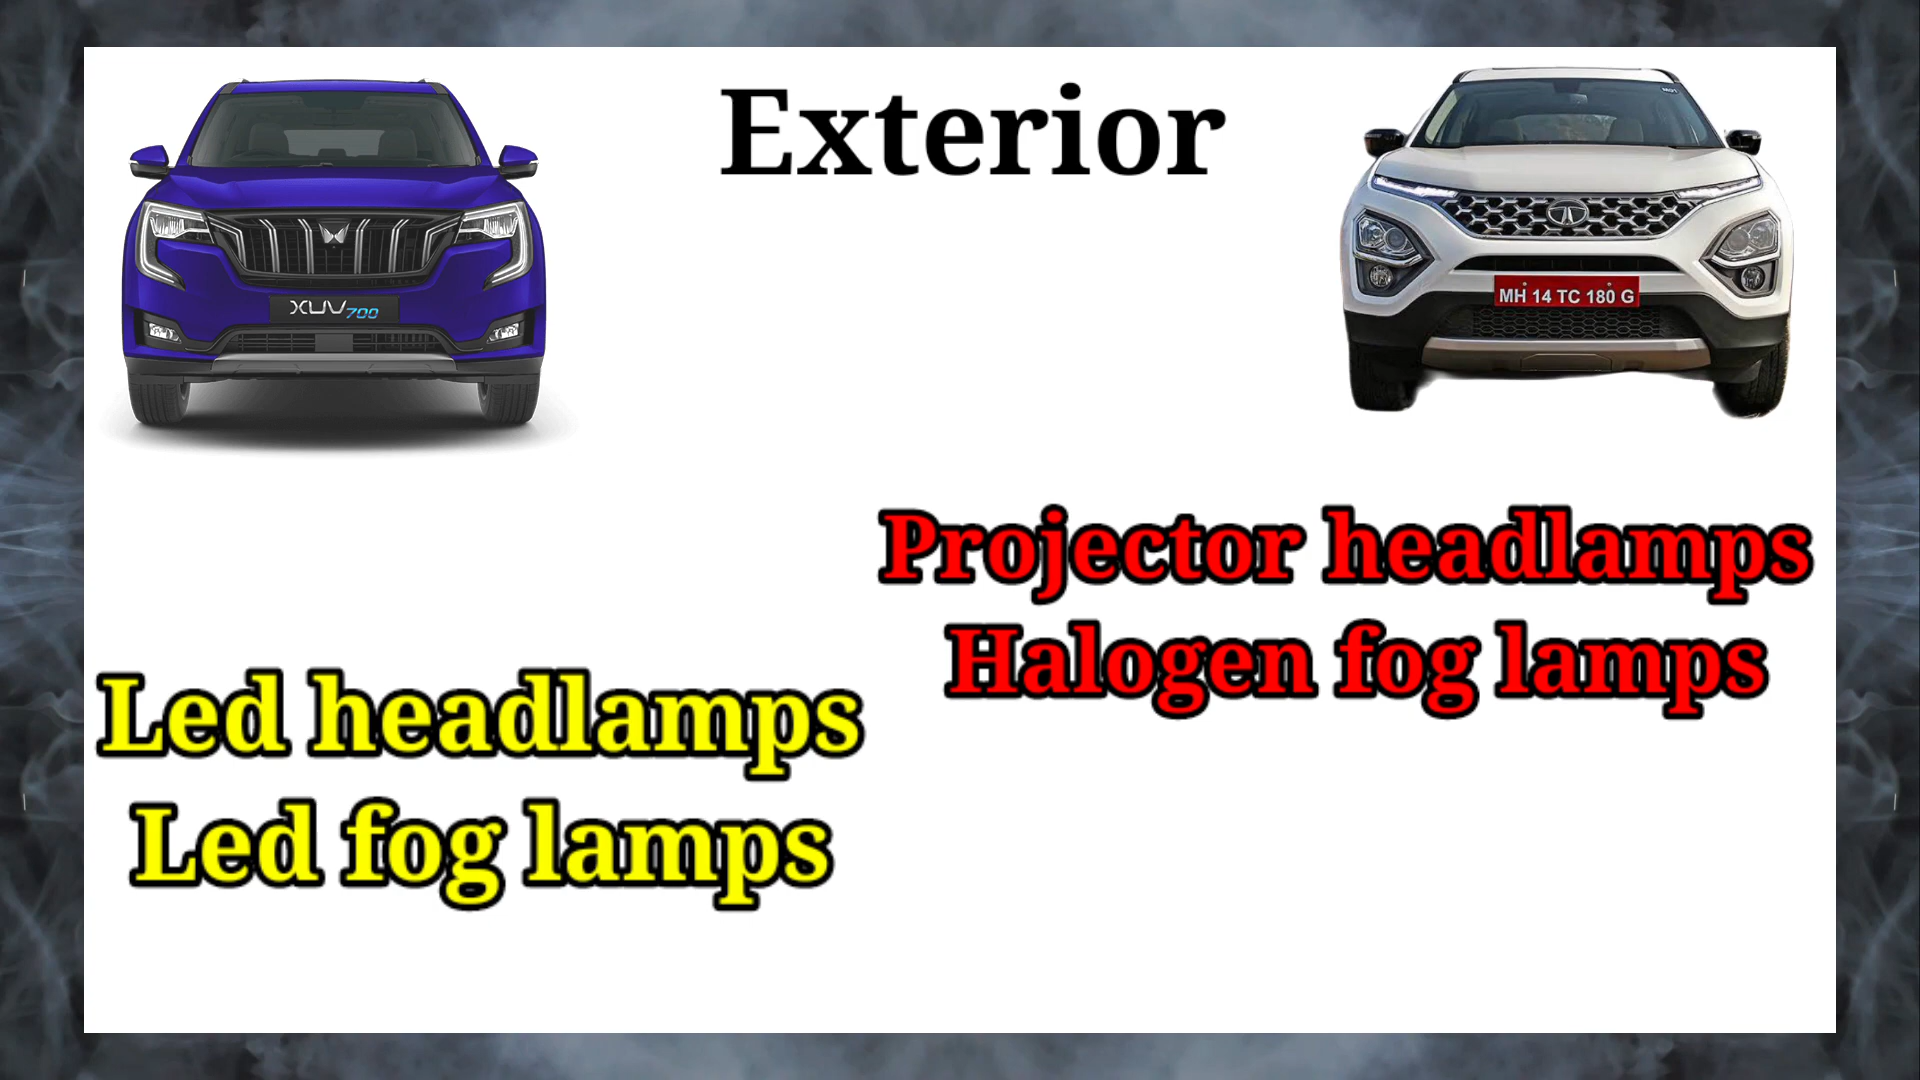 Exterior
XUV700
MH 14 TC 180 G
Projector headlamps
Halogen fog lamps
Led headlamps
Led fog lamps